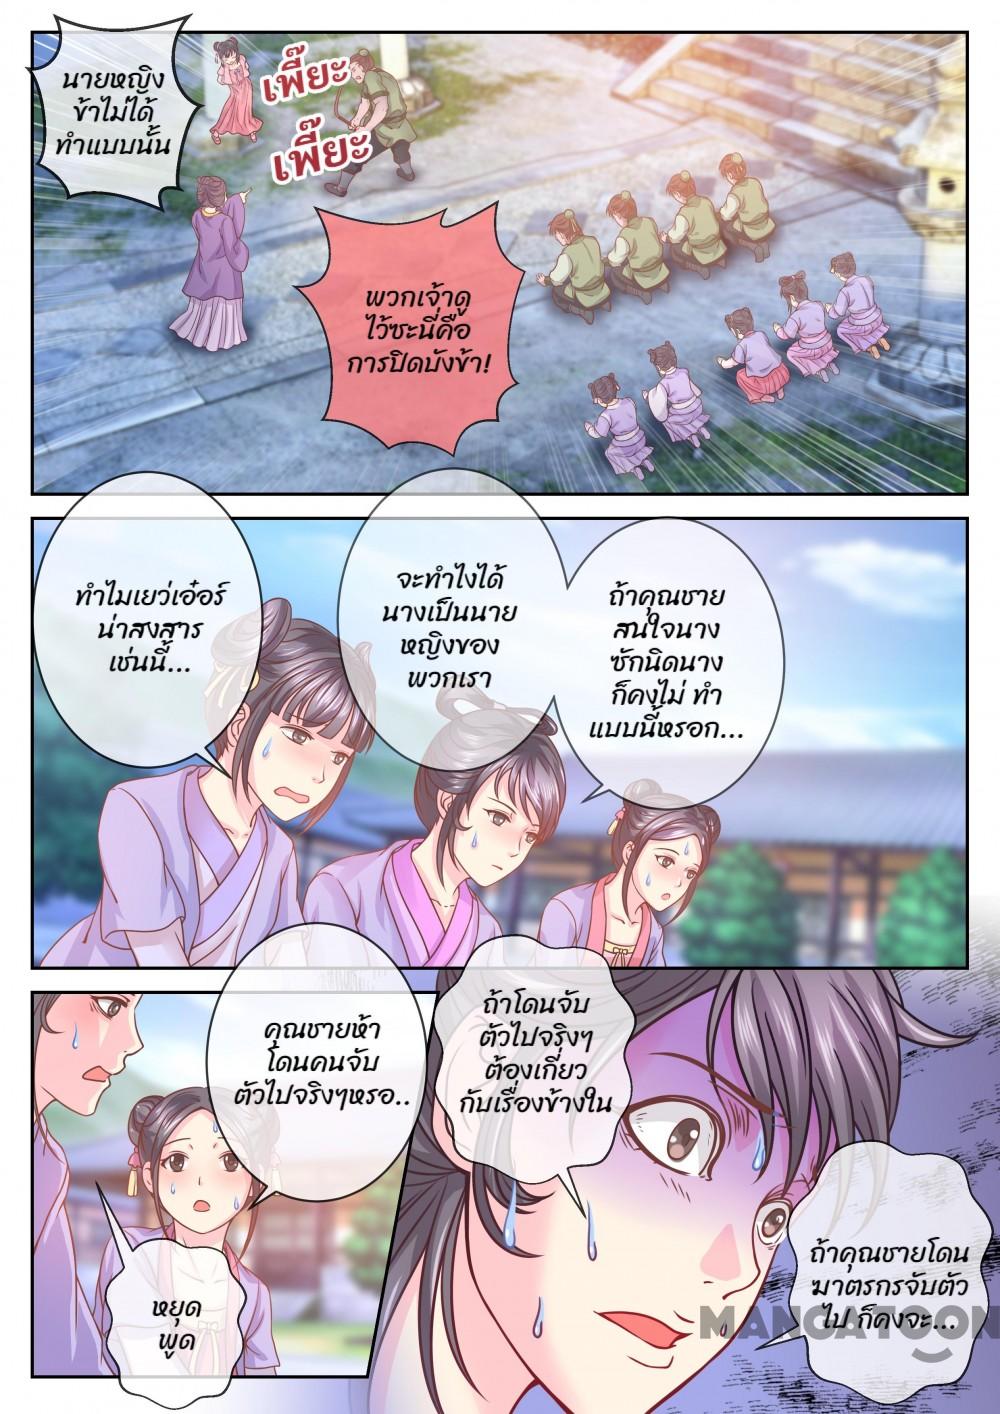 นายหญิง
ข้าไม่ได้
ทำแบบนั้น
เพี๊ยะ
เพี๊ยะ
พวกเจ้าดู
ไว้ซะนี่คือ
การปิดบังข้า!
ทำไมเยว่เอ๋อร์
น่าสงสาร
เช่นนี้...
จะทำไงได้
นางเป็นนาย
หญิงของ
พวกเรา
ถ้าคุณชาย
สนใจนาง
ซักนิดนาง
ก็คงไม่ ทำ
แบบนี้หรอก...
คุณชายห้า
โดนคนจับ
ตัวไปจริงๆหรอ..
หยุด
พูด
ถ้าโดนจับ
ตัวไปจริงๆ
ต้องเกี่ยว
กับเรื่องข้างใน
ถ้าคุณชายโดน
ฆาตรกรจับตัว
ไป ก็คงจะ...
MANGATOON